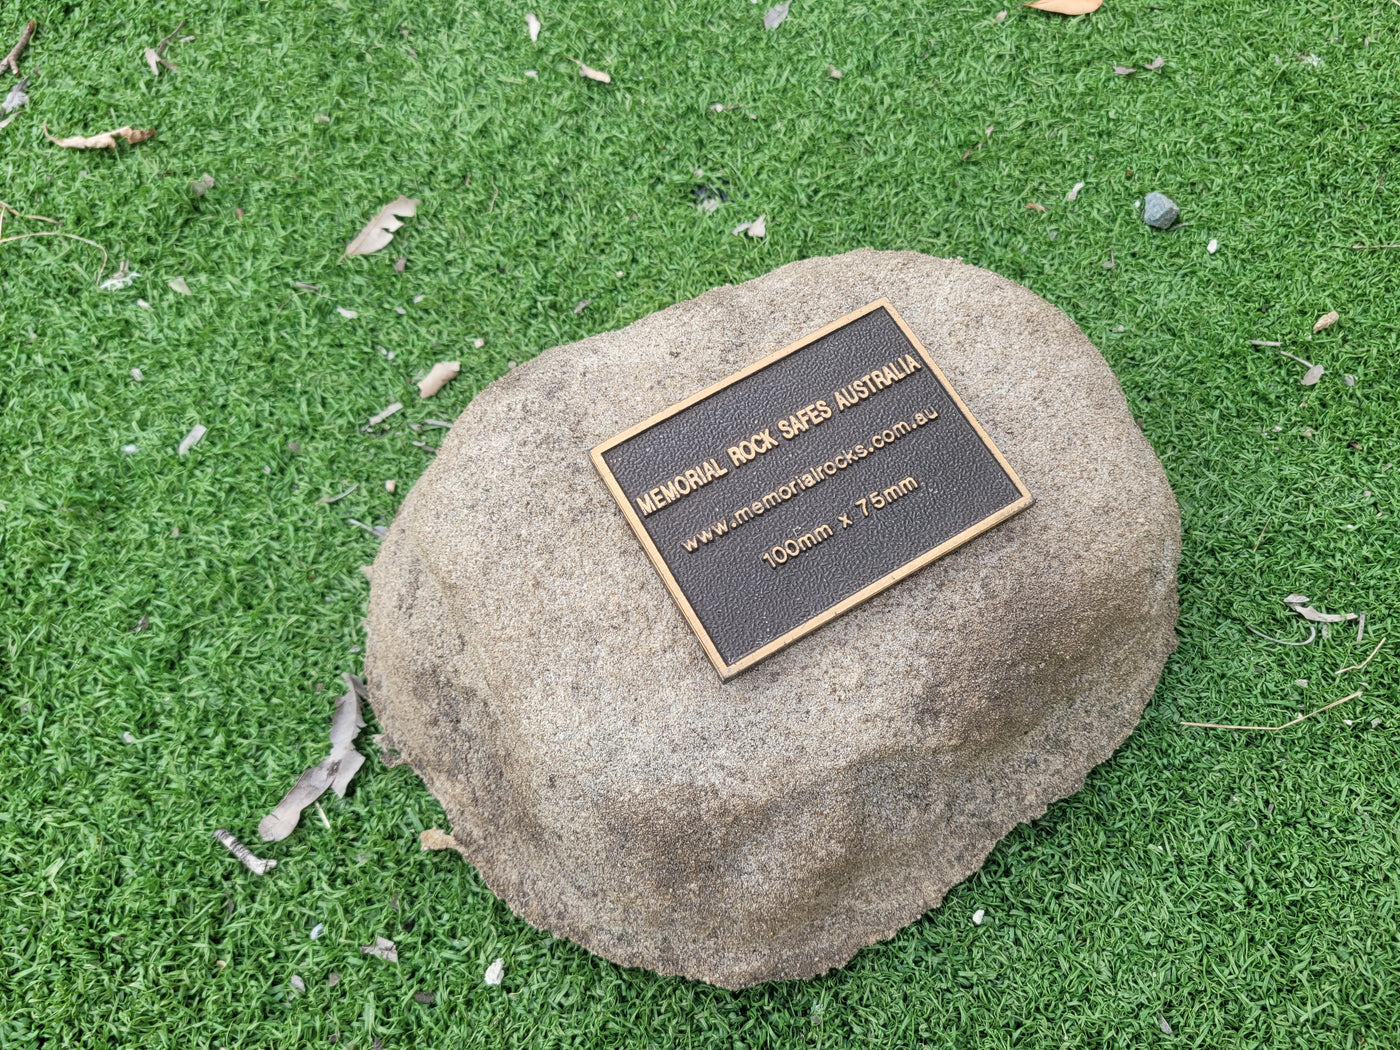 MEMORIAL ROCK SAFES AUSTRALIA
www.memorialrocks.com.au
100mm x 75mm